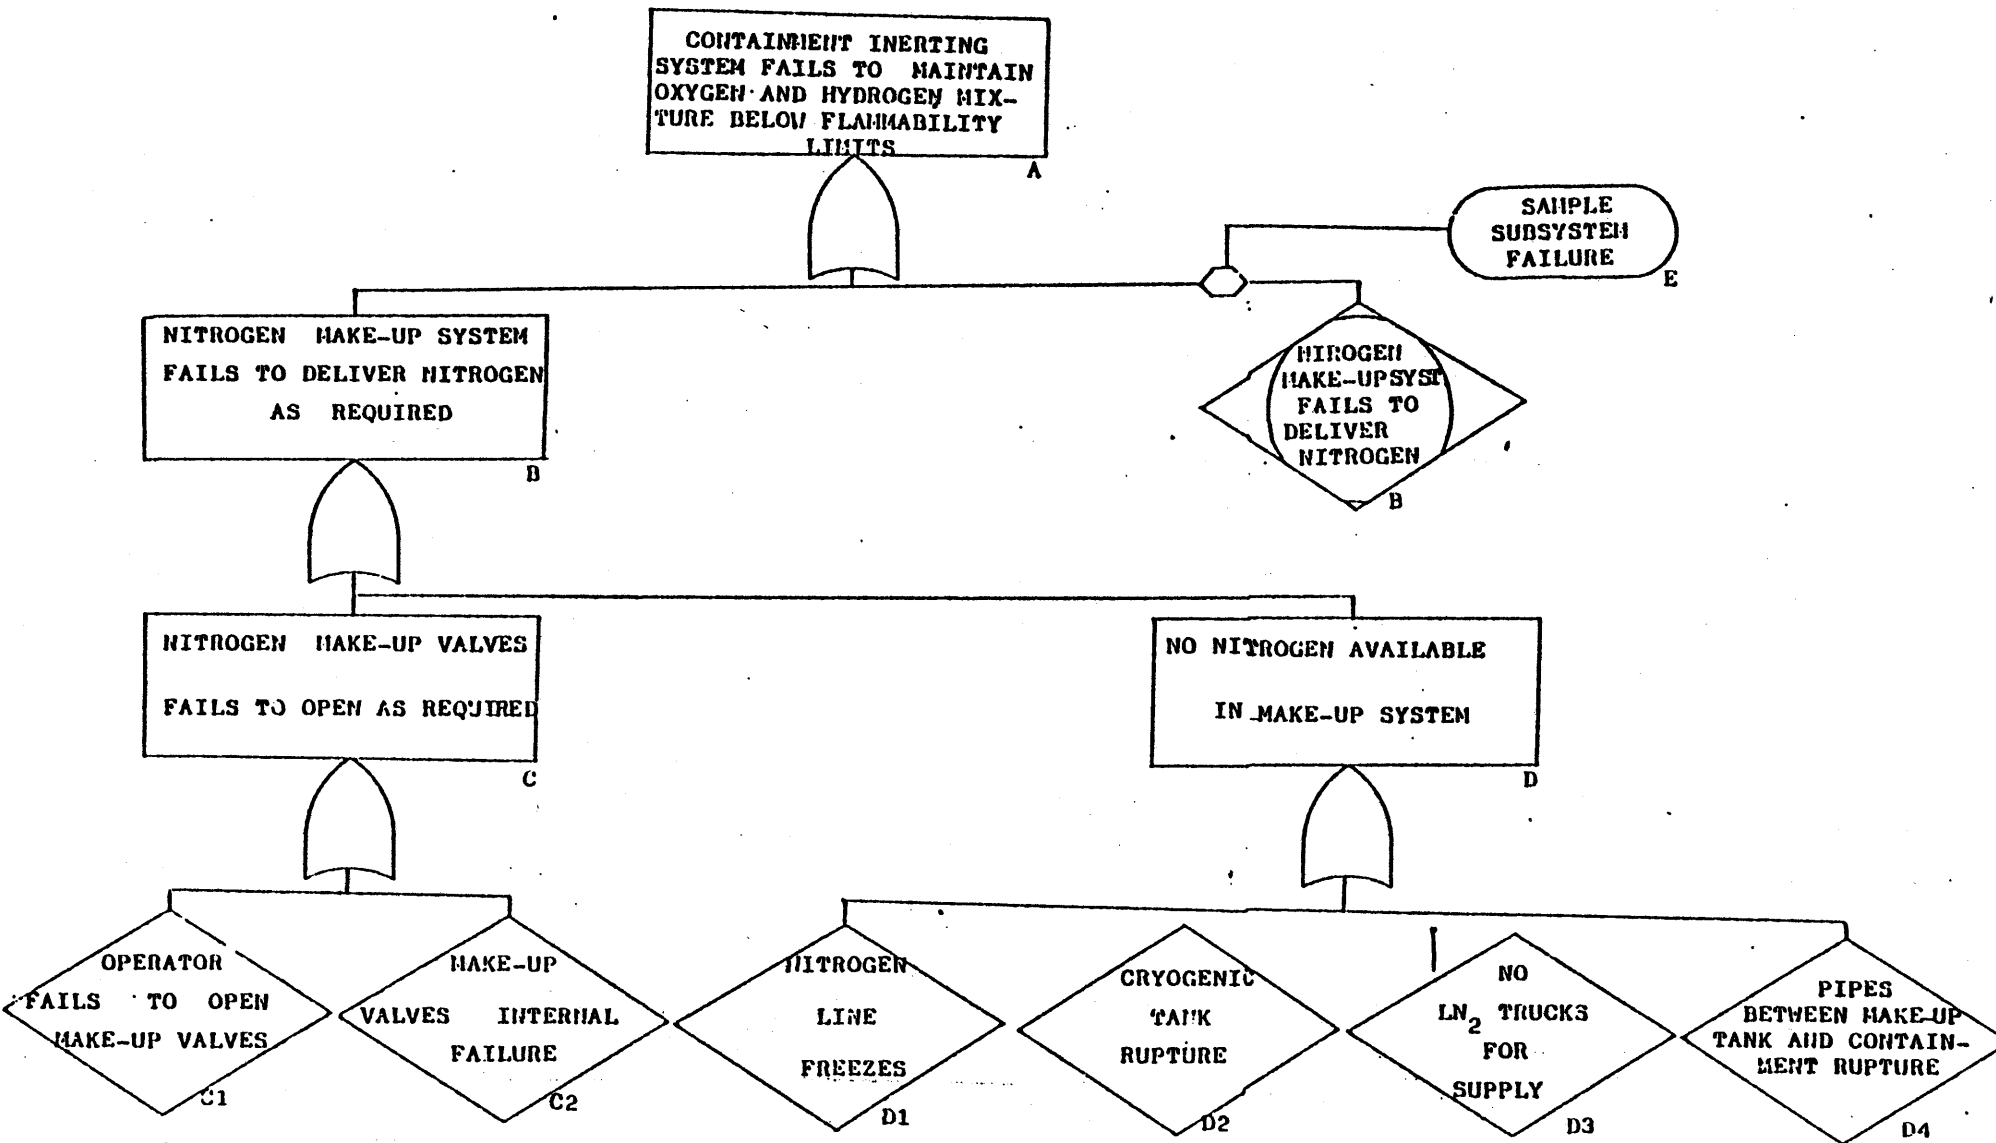 CONTAINMENT INERTING
SYSTEM FAILS TO MAINTAIN
OXYGEN AND HYDROGEN MIX-
TURE BELOW FLAMMABILITY
LIMITS
A
SAMPLE
SUBSYSTEM
FAILURE
E
NITROGEN MAKE-UP SYSTEM
FAILS TO DELIVER NITROGEN
AS REQUIRED
B
NIROGEN
MAKE-UP SYST
FAILS TO
DELIVER
NITROGEN
B
NITROGEN MAKE-UP VALVES
FAILS TO OPEN AS REQUIRED
C
NO NITROGEN AVAILABLE
IN MAKE-UP SYSTEM
D
OPERATOR
FAILS TO OPEN
MAKE-UP VALVES
C1
MAKE-UP
VALVES INTERNAL
FAILURE
C2
NITROGEN
LINE
FREEZES
D1
CRYOGENIC
TANK
RUPTURE
D2
NO
LN2 TRUCKS
FOR
SUPPLY
D3
PIPES
BETWEEN MAKE-UP
TANK AND CONTAIN-
MENT RUPTURE
D4